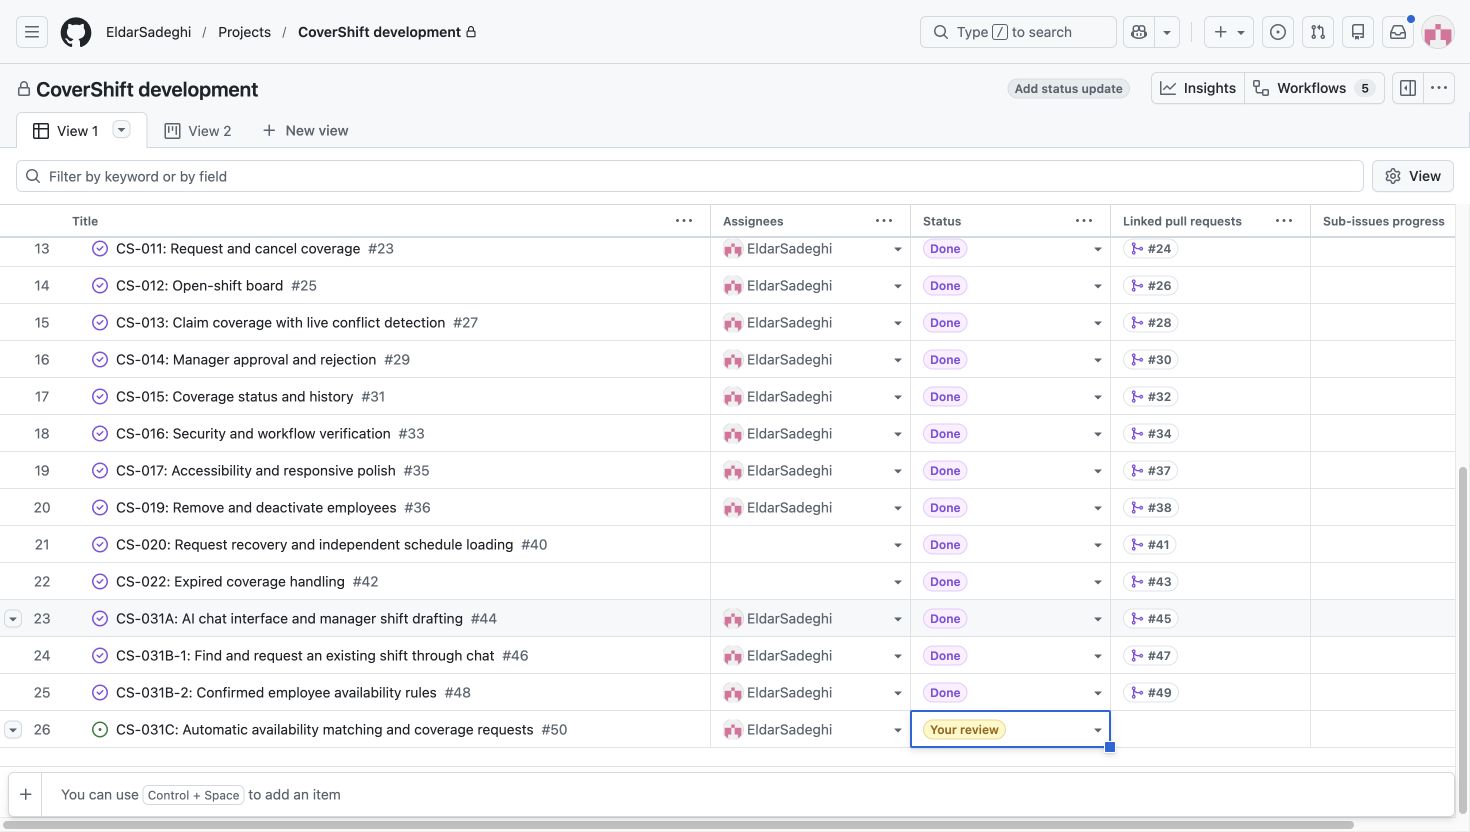 EldarSadeghi / Projects / CoverShift development
Type / to search
CoverShift development
Add status update
Insights
Workflows 5
View 1
View 2
New view
Filter by keyword or by field
View
Title Assignees Status Linked pull requests Sub-issues progress
13 CS-011: Request and cancel coverage #23 EldarSadeghi Done #24
14 CS-012: Open-shift board #25 EldarSadeghi Done #26
15 CS-013: Claim coverage with live conflict detection #27 EldarSadeghi Done #28
16 CS-014: Manager approval and rejection #29 EldarSadeghi Done #30
17 CS-015: Coverage status and history #31 EldarSadeghi Done #32
18 CS-016: Security and workflow verification #33 EldarSadeghi Done #34
19 CS-017: Accessibility and responsive polish #35 EldarSadeghi Done #37
20 CS-019: Remove and deactivate employees #36 EldarSadeghi Done #38
21 CS-020: Request recovery and independent schedule loading #40 Done #41
22 CS-022: Expired coverage handling #42 Done #43
23 CS-031A: AI chat interface and manager shift drafting #44 EldarSadeghi Done #45
24 CS-031B-1: Find and request an existing shift through chat #46 EldarSadeghi Done #47
25 CS-031B-2: Confirmed employee availability rules #48 EldarSadeghi Done #49
26 CS-031C: Automatic availability matching and coverage requests #50 EldarSadeghi Your review
You can use Control + Space to add an item